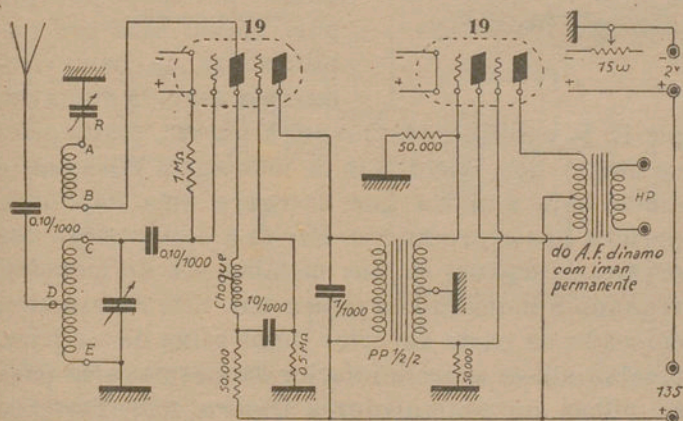 19
19
-
+
-
+
-
+
-
+
15 ω
2v
R
A
B
C
D
E
0,10/1000
0,10/1000
1 MΩ
Choque
10/1000
50.000
0,5 MΩ
1/1000
PP 1/2/2
50.000
50.000
HP
do A.F. dinamo
com iman
permanente
-
135
+